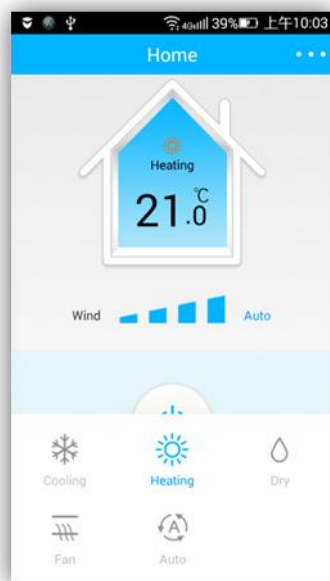 39% 上午10:03
Home
Heating
21.0 ℃
Wind Auto
Cooling Heating Dry
Fan Auto